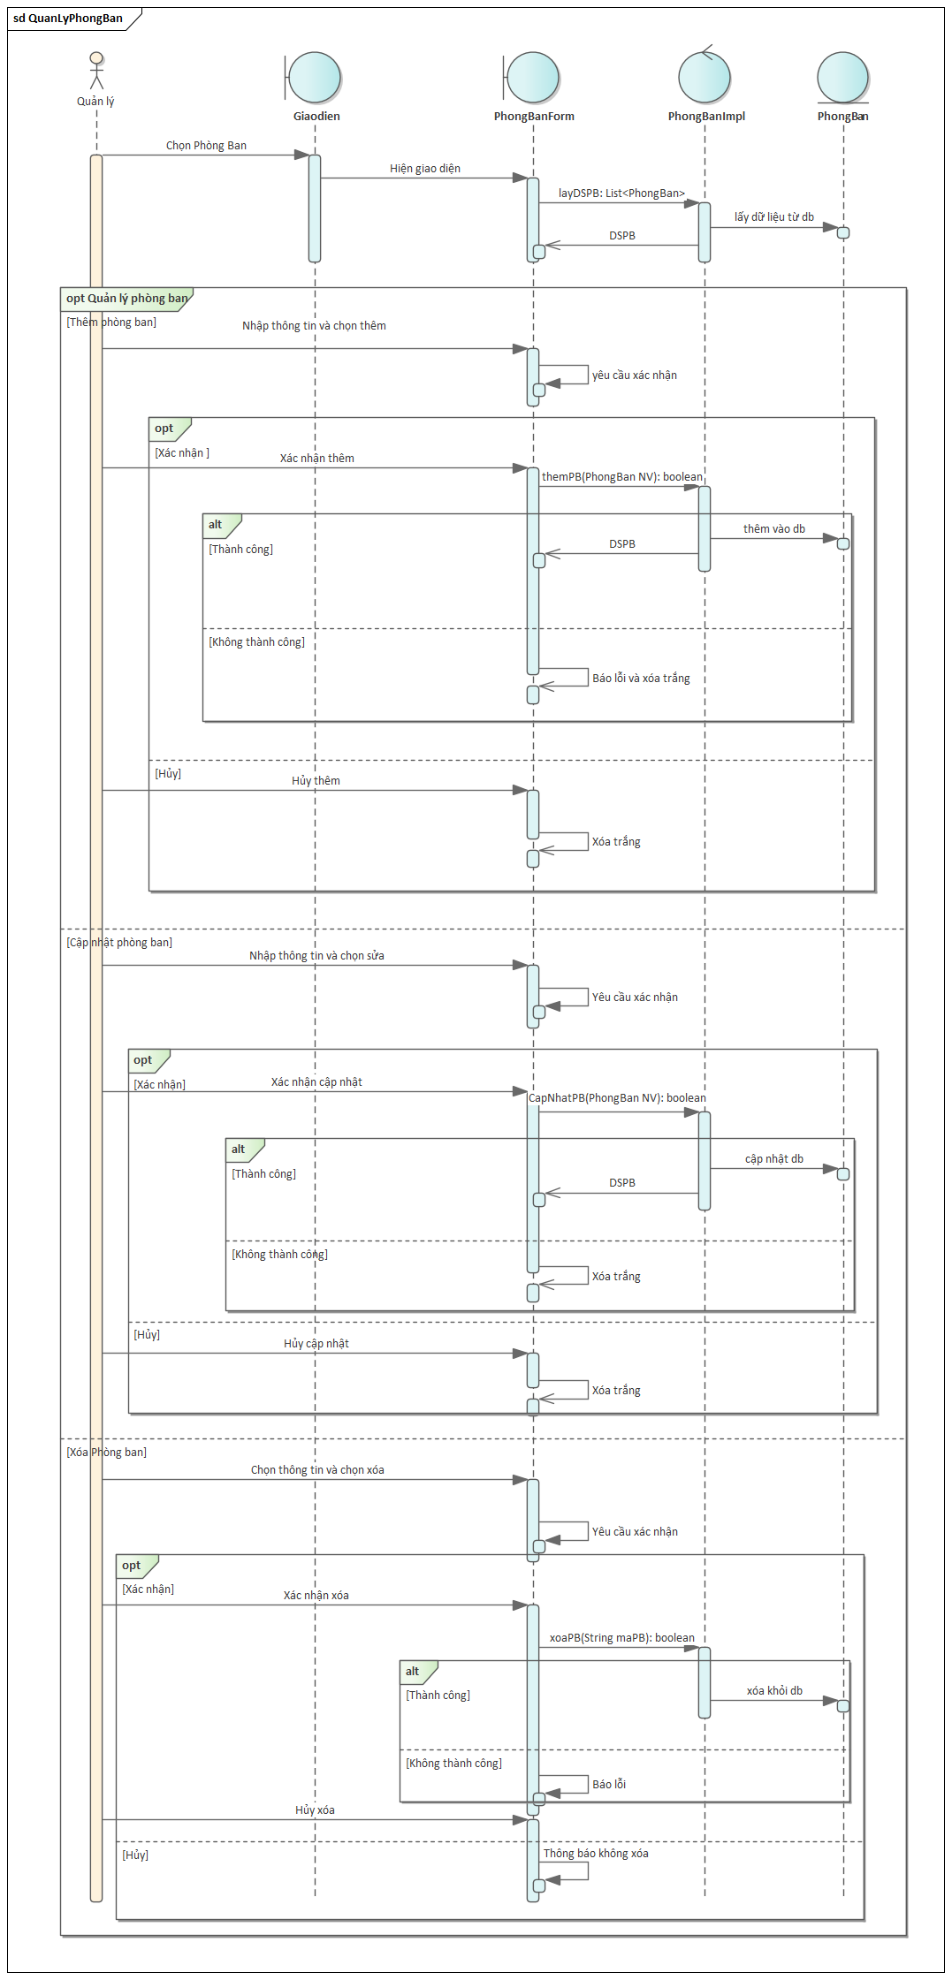 sd QuanLyPhongBan
Quản lý
Giaodien
PhongBanForm
PhongBanImpl
PhongBan
Chọn Phòng Ban
Hiện giao diện
layDSPB: List<PhongBan>
lấy dữ liệu từ db
DSPB
opt Quản lý phòng ban
[Thêm phòng ban]
Nhập thông tin và chọn thêm
yêu cầu xác nhận
opt
[Xác nhận ]
Xác nhận thêm
themPB(PhongBan NV): boolean
alt
thêm vào db
[Thành công]
DSPB
[Không thành công]
Báo lỗi và xóa trắng
[Hủy]
Hủy thêm
Xóa trắng
[Cập nhật phòng ban]
Nhập thông tin và chọn sửa
Yêu cầu xác nhận
opt
[Xác nhận]
Xác nhận cập nhật
CapNhatPB(PhongBan NV): boolean
alt
cập nhật db
[Thành công]
DSPB
[Không thành công]
Xóa trắng
[Hủy]
Hủy cập nhật
Xóa trắng
[Xóa Phòng ban]
Chọn thông tin và chọn xóa
Yêu cầu xác nhận
opt
[Xác nhận]
Xác nhận xóa
xoaPB(String maPB): boolean
alt
[Thành công]
xóa khỏi db
[Không thành công]
Báo lỗi
Hủy xóa
[Hủy]
Thông báo không xóa